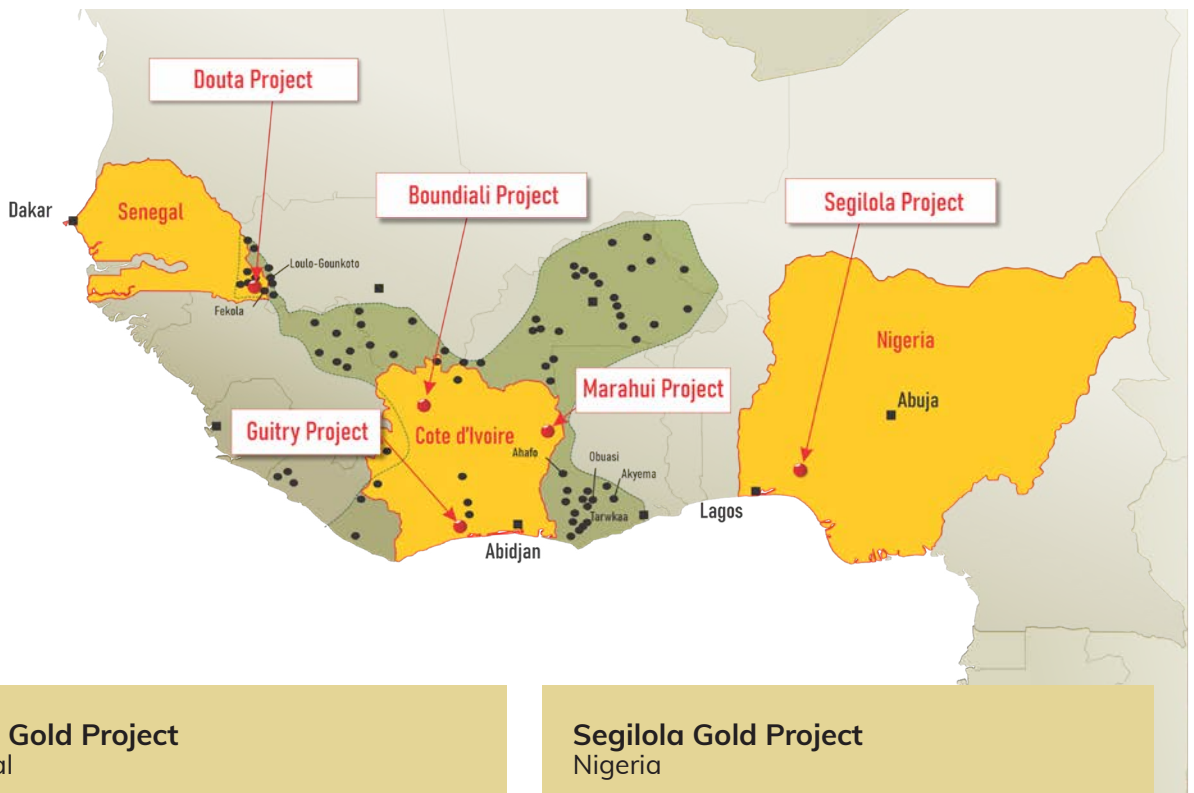 Douta Project
Boundiali Project
Segilola Project
Dakar
Senegal
Loulo-Gounkoto
Fekola
Nigeria
Marahui Project
Abuja
Guitry Project
Cote d'Ivoire
Ahafo
Obuasi
Akyema
Tarwkaa
Lagos
Abidjan
Gold Project
al
Segilola Gold Project
Nigeria